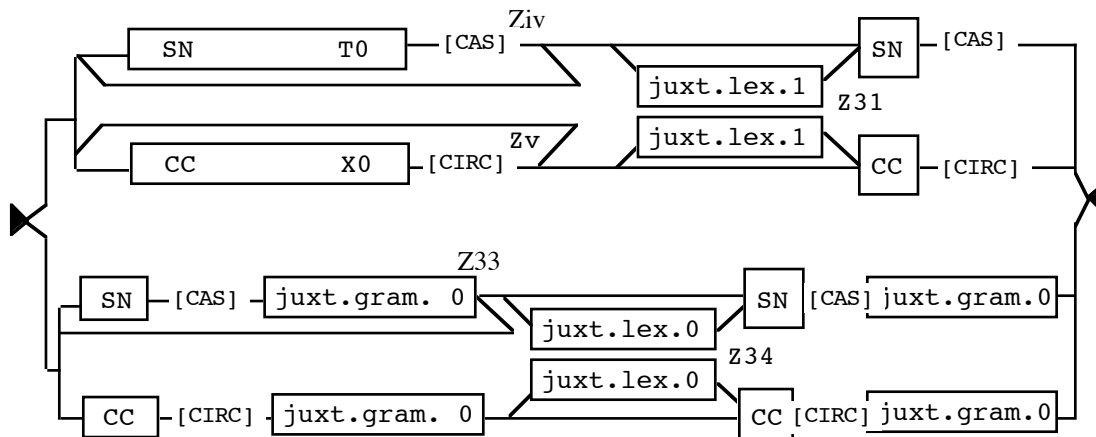 Ziv
SN T0 [CAS] SN [CAS]
juxt.lex.1
Z31
Zv juxt.lex.1
CC X0 [CIRC] CC [CIRC]
Z33
SN [CAS] juxt.gram. 0 SN [CAS] juxt.gram.0
juxt.lex.0
Z34
juxt.lex.0
CC [CIRC] juxt.gram. 0 CC [CIRC] juxt.gram.0